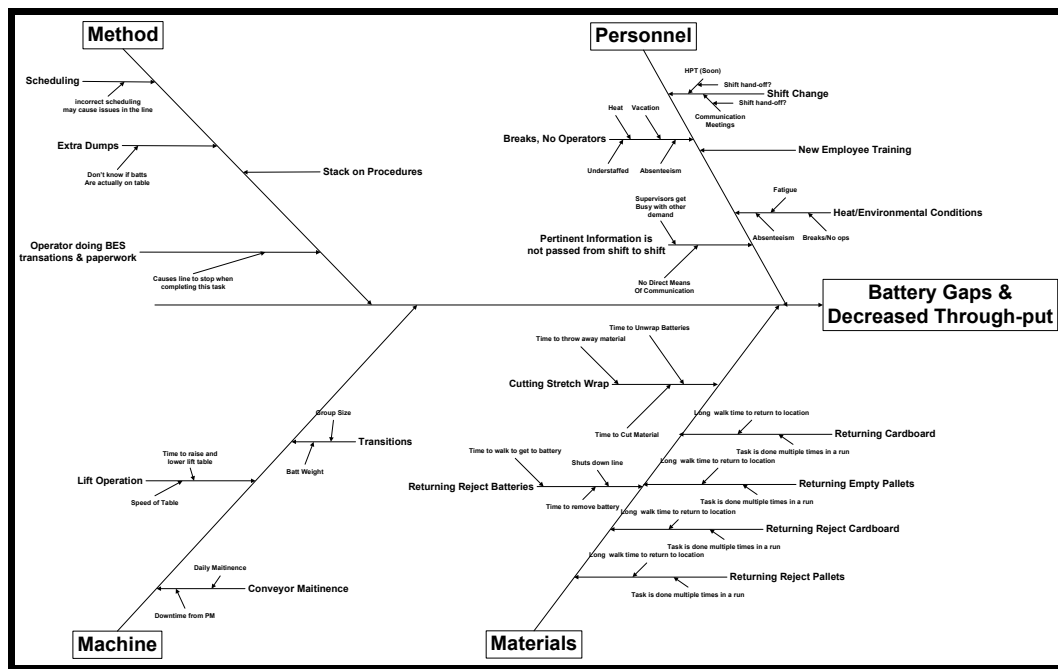 Method
Personnel
Scheduling
incorrect scheduling
may cause issues in the line
Extra Dumps
Don't know if batts
Are actually on table
Stack on Procedures
Operator doing BES
transations & paperwork
Causes line to stop when
completing this task
HPT (Soon)
Shift hand-off?
Shift Change
Shift hand-off?
Communication
Meetings
Heat
Vacation
Breaks, No Operators
Understaffed
Absenteeism
New Employee Training
Fatigue
Heat/Environmental Conditions
Absenteeism
Breaks/No ops
Supervisors get
Busy with other
demand
Pertinent Information is
not passed from shift to shift
No Direct Means
Of Communication
Battery Gaps &
Decreased Through-put
Time to Unwrap Batteries
Time to throw away material
Cutting Stretch Wrap
Time to Cut Material
Group Size
Transitions
Batt Weight
Time to raise and
lower lift table
Lift Operation
Speed of Table
Daily Maitinence
Conveyor Maitinence
Downtime from PM
Long walk time to return to location
Returning Cardboard
Task is done multiple times in a run
Time to walk to get to battery
Shuts down line
Returning Reject Batteries
Time to remove battery
Long walk time to return to location
Returning Empty Pallets
Task is done multiple times in a run
Long walk time to return to location
Returning Reject Cardboard
Task is done multiple times in a run
Long walk time to return to location
Returning Reject Pallets
Task is done multiple times in a run
Machine
Materials